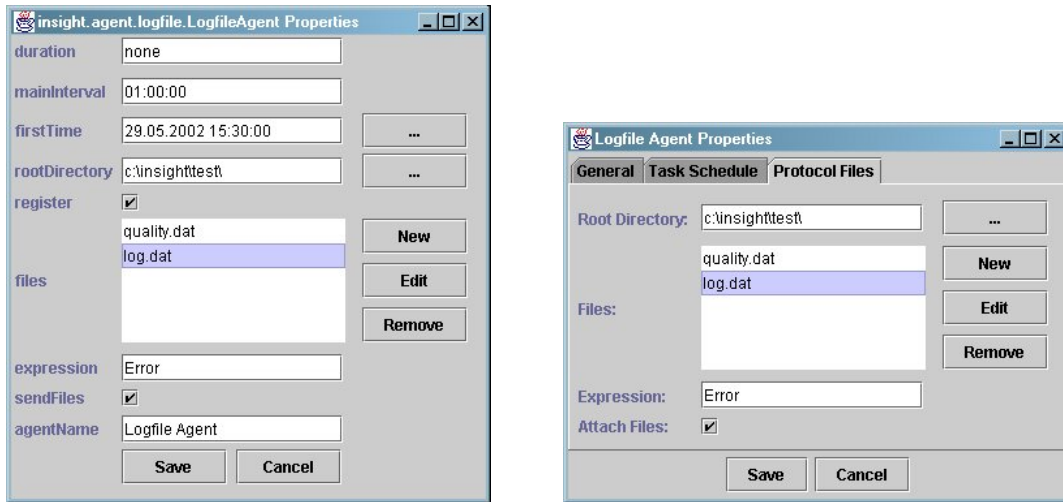 insight.agent.logfile.LogfileAgent Properties
duration none
mainInterval 01:00:00
firstTime 29.05.2002 15:30:00 ...
rootDirectory c:\insight\test\ ...
register
quality.dat New
log.dat
files Edit
Remove
expression Error
sendFiles
agentName Logfile Agent
Save Cancel
Logfile Agent Properties
General Task Schedule Protocol Files
Root Directory: c:\insight\test\ ...
quality.dat New
log.dat
Files: Edit
Remove
Expression: Error
Attach Files:
Save Cancel